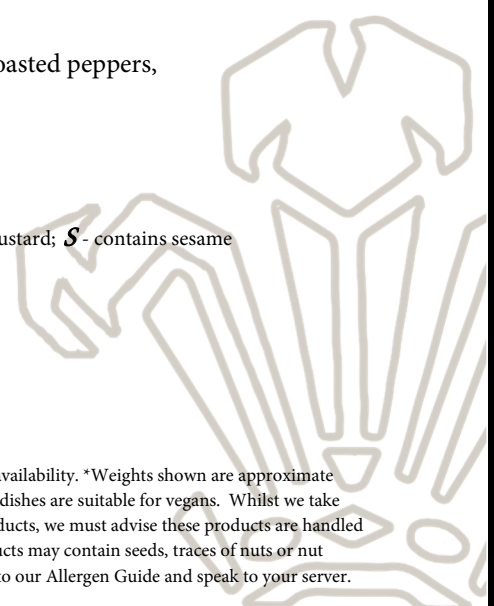 oasted peppers,
ustard; S - contains sesame
vailability. *Weights shown are approximate
dishes are suitable for vegans. Whilst we take
ducts, we must advise these products are handled
ucts may contain seeds, traces of nuts or nut
to our Allergen Guide and speak to your server.